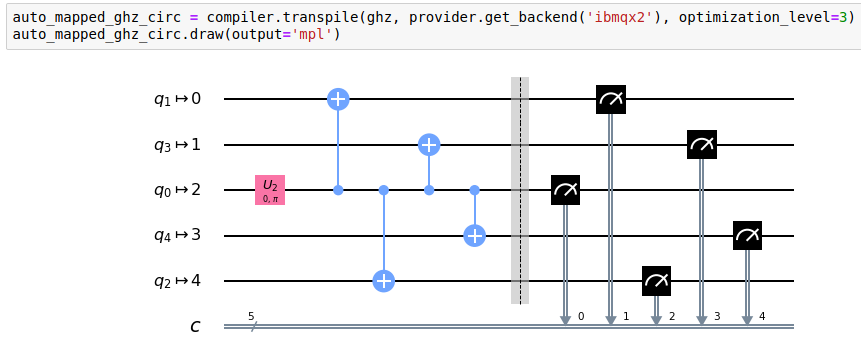 auto_mapped_ghz_circ = compiler.transpile(ghz, provider.get_backend('ibmqx2'), optimization_level=3)
auto_mapped_ghz_circ.draw(output='mpl')
q₁ ↦ 0
q₃ ↦ 1
q₀ ↦ 2
U₂
0, π
q₄ ↦ 3
q₂ ↦ 4
c
5
0 1 2 3 4